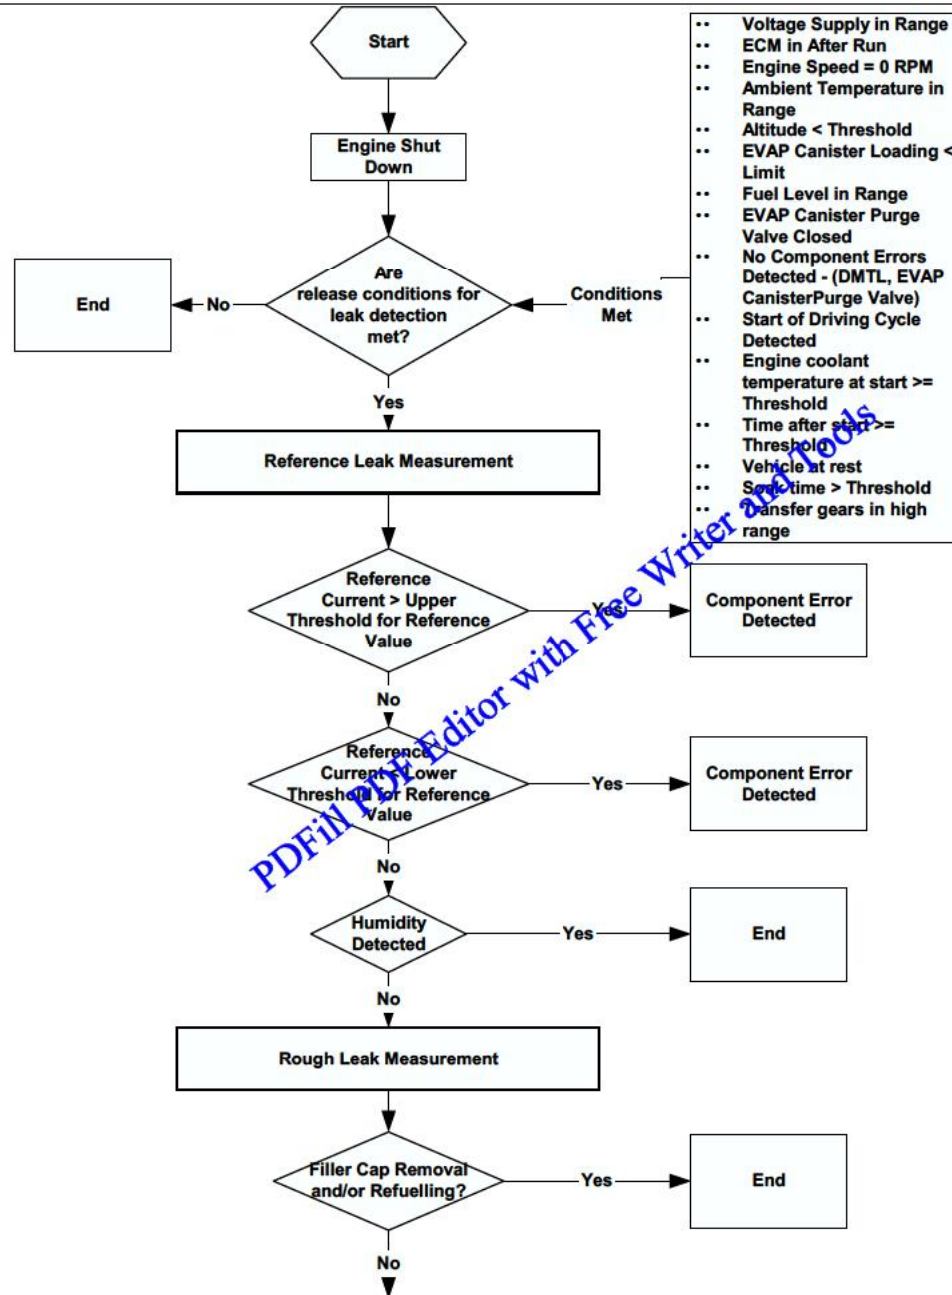 Start
Engine Shut
Down
•• Voltage Supply in Range
•• ECM in After Run
•• Engine Speed = 0 RPM
•• Ambient Temperature in
Range
•• Altitude < Threshold
•• EVAP Canister Loading <
Limit
•• Fuel Level in Range
•• EVAP Canister Purge
Valve Closed
•• No Component Errors
Detected - (DMTL, EVAP
CanisterPurge Valve)
•• Start of Driving Cycle
Detected
•• Engine coolant
temperature at start >=
Threshold
•• Time after start >=
Threshold
•• Vehicle at rest
•• Soak time > Threshold
•• Transfer gears in high
range
Conditions
Met
Are
release conditions for
leak detection
met?
No
End
Yes
Reference Leak Measurement
Reference
Current > Upper
Threshold for Reference
Value
Yes
Component Error
Detected
No
Reference
Current < Lower
Threshold for Reference
Value
Yes
Component Error
Detected
No
Humidity
Detected
Yes
End
No
Rough Leak Measurement
Filler Cap Removal
and/or Refuelling?
Yes
End
No
PDFill PDF Editor with Free Writer and Tools